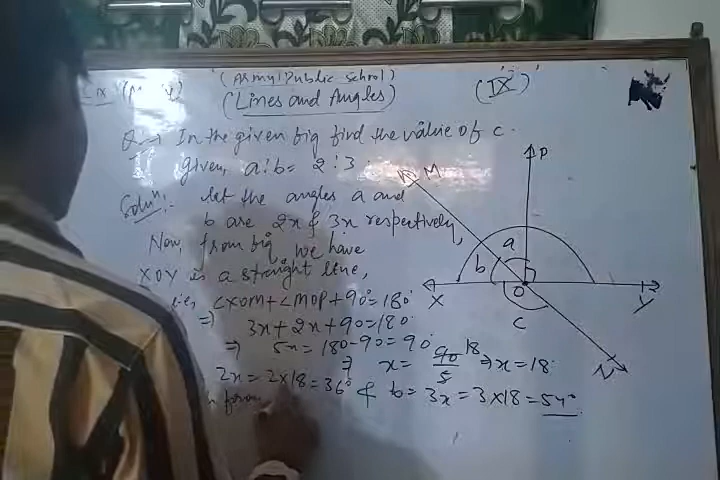 (Army Public School)
(Lines and Angles)
(IX)
Q.→ In the given fig find the value of c.
given, a:b = 2:3
Soluⁿ:- let the angles a and
b are 2x & 3x respectively,
Now, from fig, we have
XOY is a straight line,
∠XOM+∠MOP+90°=180°
⇒ 3x+2x+90=180°
⇒ 5x=180-90=90°
⇒ x = 90/5 18 ⇒ x=18°
2x = 2×18=36° & b= 3x = 3×18 = 54°
P
M
a
b
X
O
Y
c
N